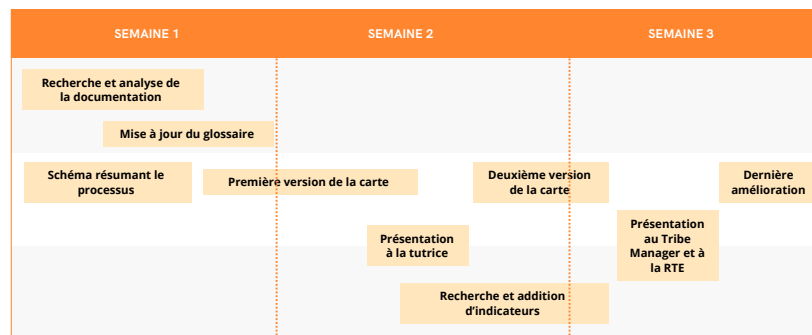 SEMAINE 1
SEMAINE 2
SEMAINE 3
Recherche et analyse de
la documentation
Mise à jour du glossaire
Schéma résumant le
processus
Première version de la carte
Deuxième version
de la carte
Dernière
amélioration
Présentation
à la tutrice
Présentation
au Tribe
Manager et à
la RTE
Recherche et addition
d'indicateurs